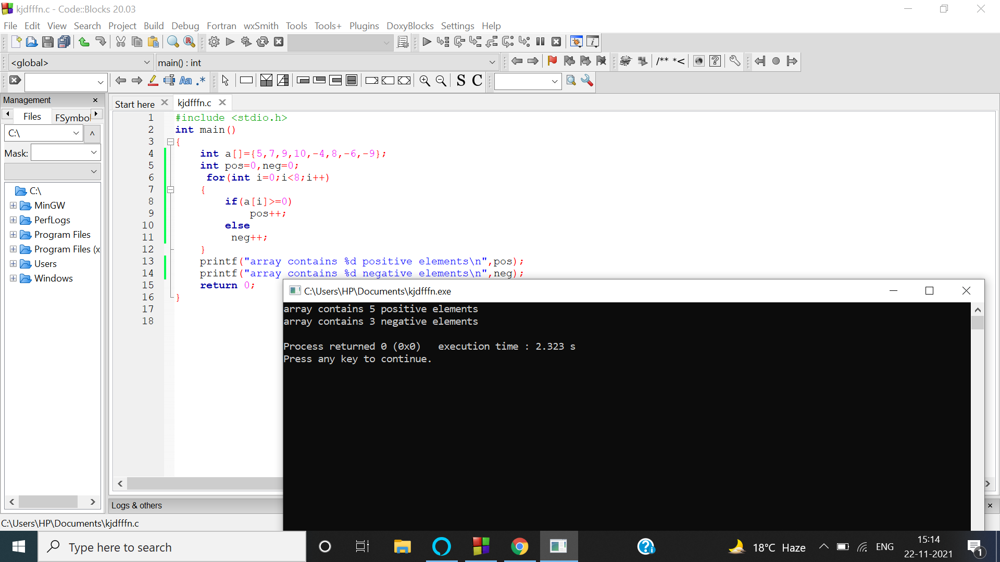 kjdfffn.c - Code::Blocks 20.03
File Edit View Search Project Build Debug Fortran wxSmith Tools Tools+ Plugins DoxyBlocks Settings Help
<global> main() : int /** *<
Aa .* S C
Management
Start here kjdfffn.c
Files FSymbol
C:\
Mask:
C:\
MinGW
PerfLogs
Program Files
Program Files (x
Users
Windows
1 #include <stdio.h>
2 int main()
3 {
4 int a[]={5,7,9,10,-4,8,-6,-9};
5 int pos=0,neg=0;
6 for(int i=0;i<8;i++)
7 {
8 if(a[i]>=0)
9 pos++;
10 else
11 neg++;
12 }
13 printf("array contains %d positive elements\n",pos);
14 printf("array contains %d negative elements\n",neg);
15 return 0;
16 }
17
18
C:\Users\HP\Documents\kjdfffn.exe
array contains 5 positive elements
array contains 3 negative elements
Process returned 0 (0x0) execution time : 2.323 s
Press any key to continue.
Logs & others
C:\Users\HP\Documents\kjdfffn.c
Type here to search
18°C Haze
ENG
15:14
22-11-2021
1